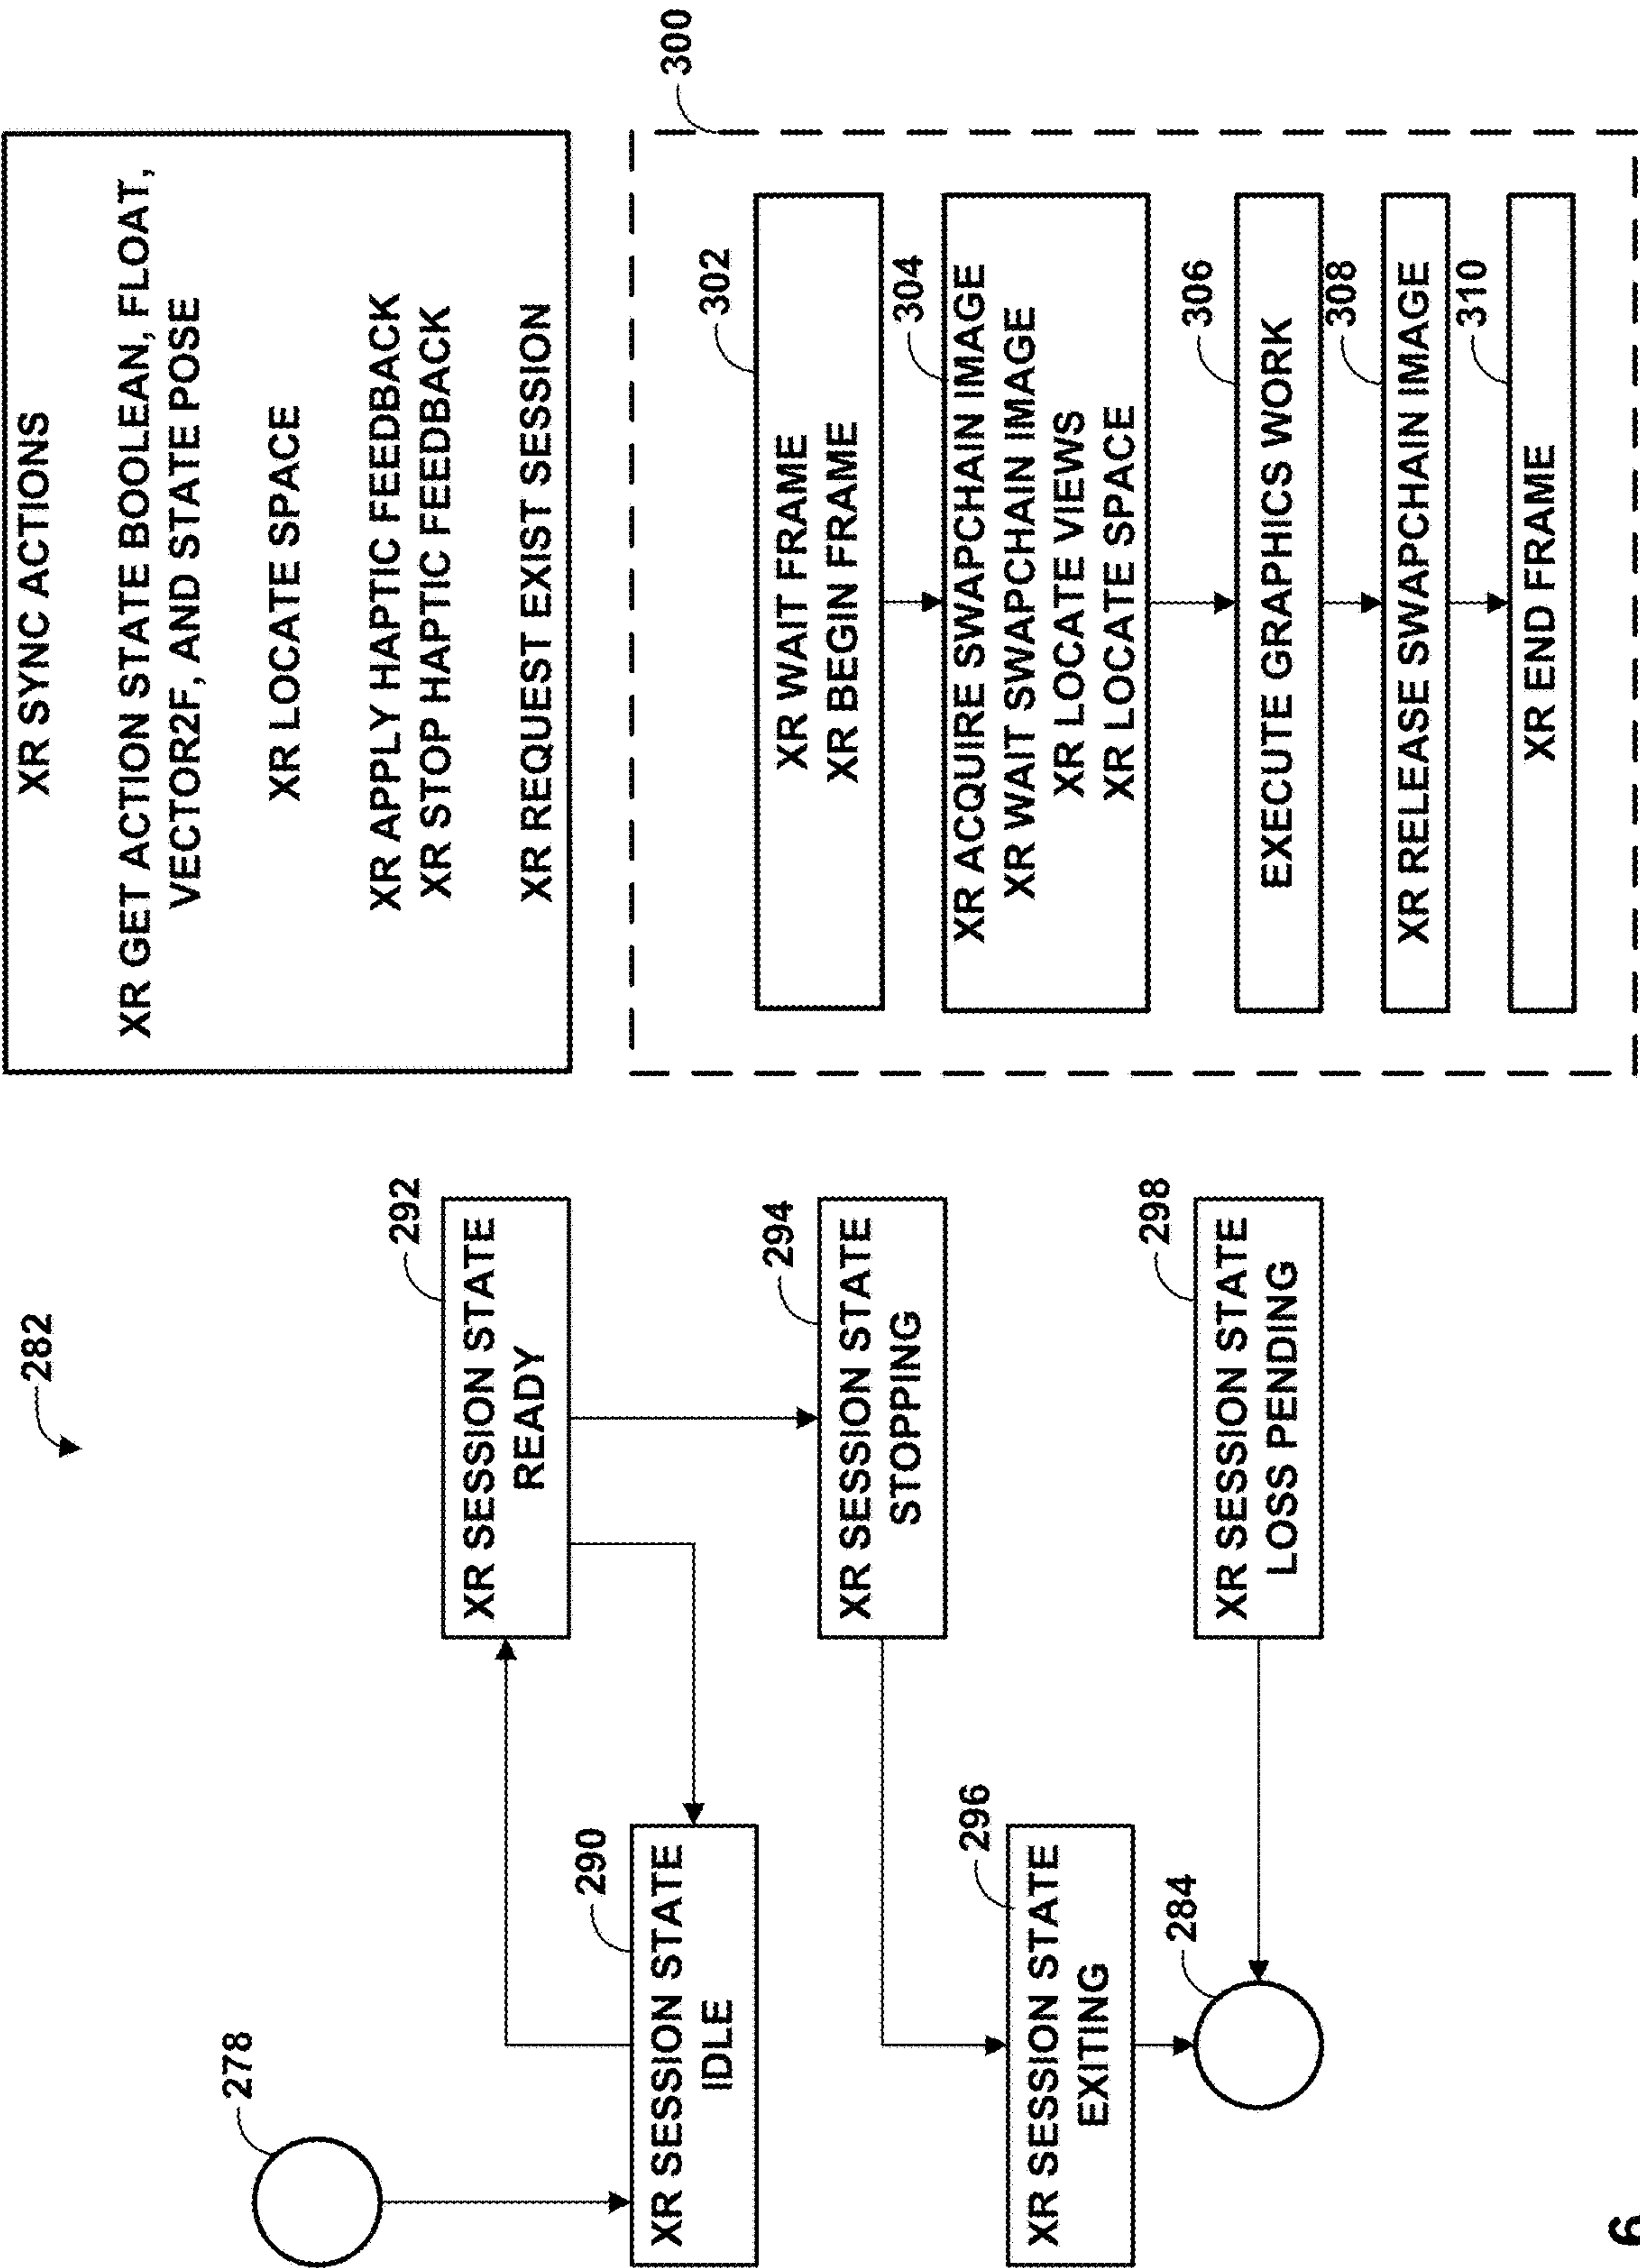 282
278
290
XR SESSION STATE
IDLE
292
XR SESSION STATE
READY
294
XR SESSION STATE
STOPPING
296
XR SESSION STATE
EXITING
284
298
XR SESSION STATE
LOSS PENDING
XR SYNC ACTIONS
XR GET ACTION STATE BOOLEAN, FLOAT,
VECTOR2F, AND STATE POSE
XR LOCATE SPACE
XR APPLY HAPTIC FEEDBACK
XR STOP HAPTIC FEEDBACK
XR REQUEST EXIST SESSION
300
302
XR WAIT FRAME
XR BEGIN FRAME
304
XR ACQUIRE SWAPCHAIN IMAGE
XR WAIT SWAPCHAIN IMAGE
XR LOCATE VIEWS
XR LOCATE SPACE
306
EXECUTE GRAPHICS WORK
308
XR RELEASE SWAPCHAIN IMAGE
310
XR END FRAME